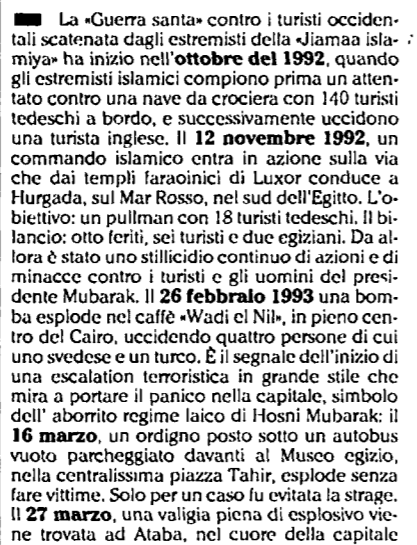 La «Guerra santa» contro i turisti occiden-
tali scatenata dagli estremisti della «Jiamaa isla-
miya» ha inizio nell'ottobre del 1992, quando
gli estremisti islamici compiono prima un atten-
tato contro una nave da crociera con 140 turisti
tedeschi a bordo, e successivamente uccidono
una turista inglese. Il 12 novembre 1992, un
commando islamico entra in azione sulla via
che dai templi faraoinici di Luxor conduce a
Hurgada, sul Mar Rosso, nel sud dell'Egitto. L'o-
biettivo: un pullman con 18 turisti tedeschi. Il bi-
lancio: otto feriti, sei turisti e due egiziani. Da al-
lora è stato uno stillicidio continuo di azioni e di
minacce contro i turisti e gli uomini del presi-
dente Mubarak. Il 26 febbraio 1993 una bom-
ba esplode nel caffè «Wadi el Nil», in pieno cen-
tro del Cairo, uccidendo quattro persone di cui
uno svedese e un turco. È il segnale dell'inizio di
una escalation terroristica in grande stile che
mira a portare il panico nella capitale, simbolo
dell' aborrito regime laico di Hosni Mubarak: il
16 marzo, un ordigno posto sotto un autobus
vuoto parcheggiato davanti al Museo egizio,
nella centralissima piazza Tahir, esplode senza
fare vittime. Solo per un caso fu evitata la strage.
Il 27 marzo, una valigia piena di esplosivo vie-
ne trovata ad Ataba, nel cuore della capitale